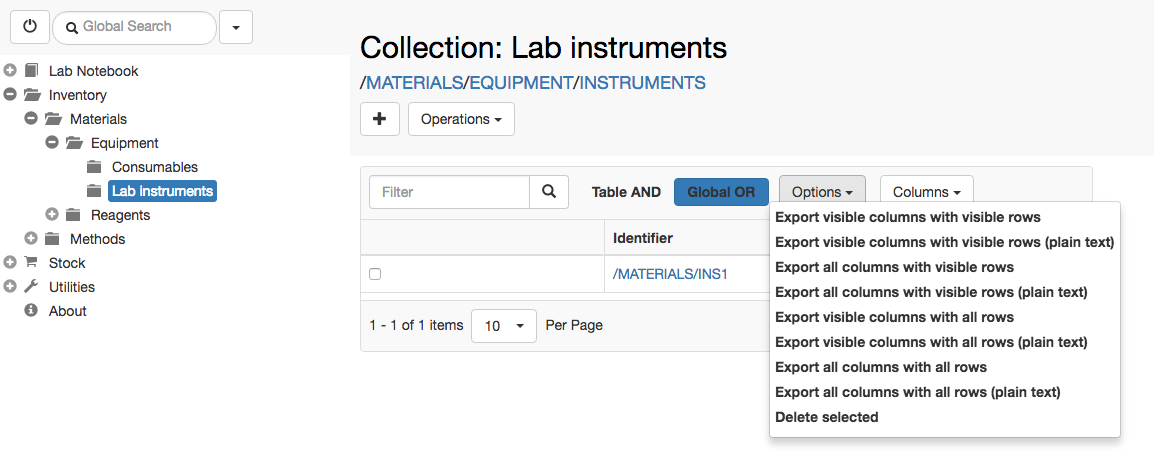 Global Search
Lab Notebook
Inventory
Materials
Equipment
Consumables
Lab Instruments
Reagents
Methods
Stock
Utilities
About
Collection: Lab instruments
/MATERIALS/EQUIPMENT/INSTRUMENTS
Operations
Filter Table AND Global OR Options Columns
Identifier
/MATERIALS/INS1
1 - 1 of 1 items 10 Per Page
Export visible columns with visible rows
Export visible columns with visible rows (plain text)
Export all columns with visible rows
Export all columns with visible rows (plain text)
Export visible columns with all rows
Export visible columns with all rows (plain text)
Export all columns with all rows
Export all columns with all rows (plain text)
Delete selected